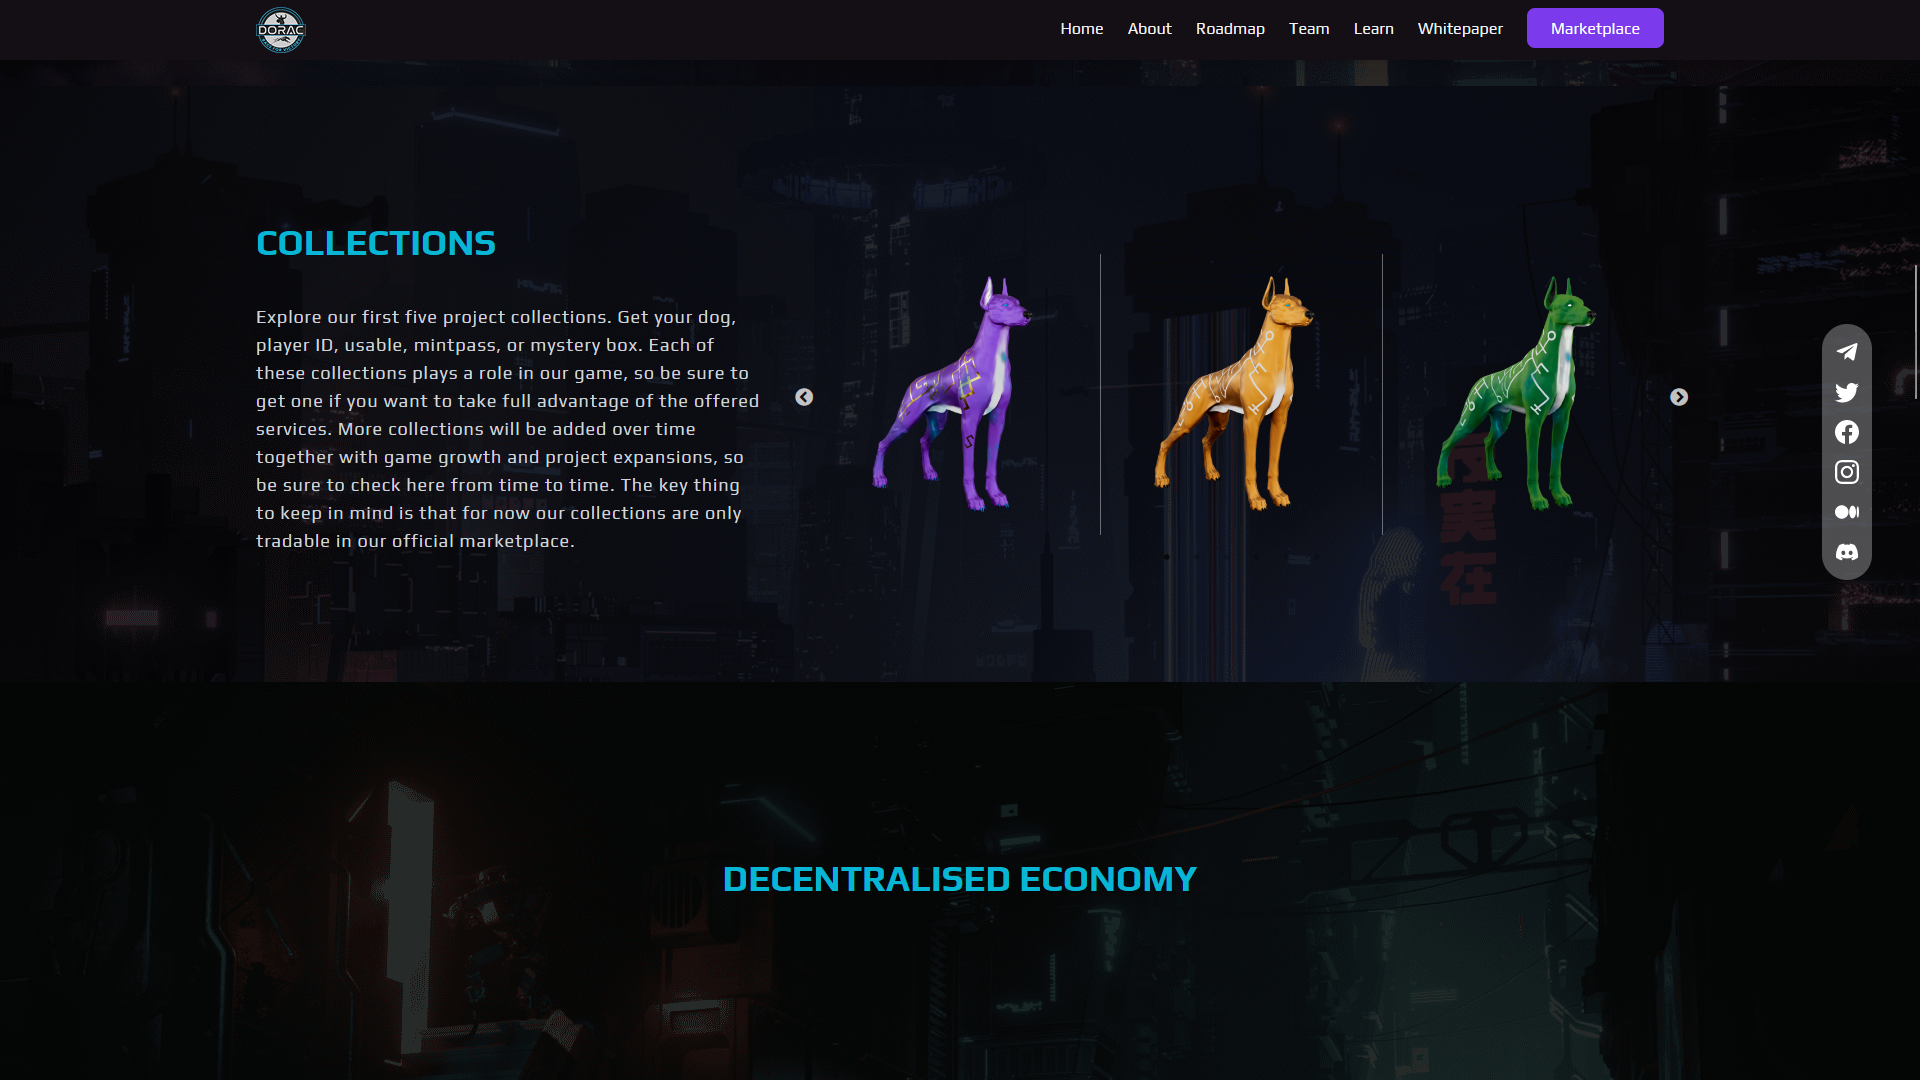 DORAC
RACE FOR VICTORY
Home
About
Roadmap
Team
Learn
Whitepaper
Marketplace
COLLECTIONS
Explore our first five project collections. Get your dog,
player ID, usable, mintpass, or mystery box. Each of
these collections plays a role in our game, so be sure to
get one if you want to take full advantage of the offered
services. More collections will be added over time
together with game growth and project expansions, so
be sure to check here from time to time. The key thing
to keep in mind is that for now our collections are only
tradable in our official marketplace.
DECENTRALISED ECONOMY